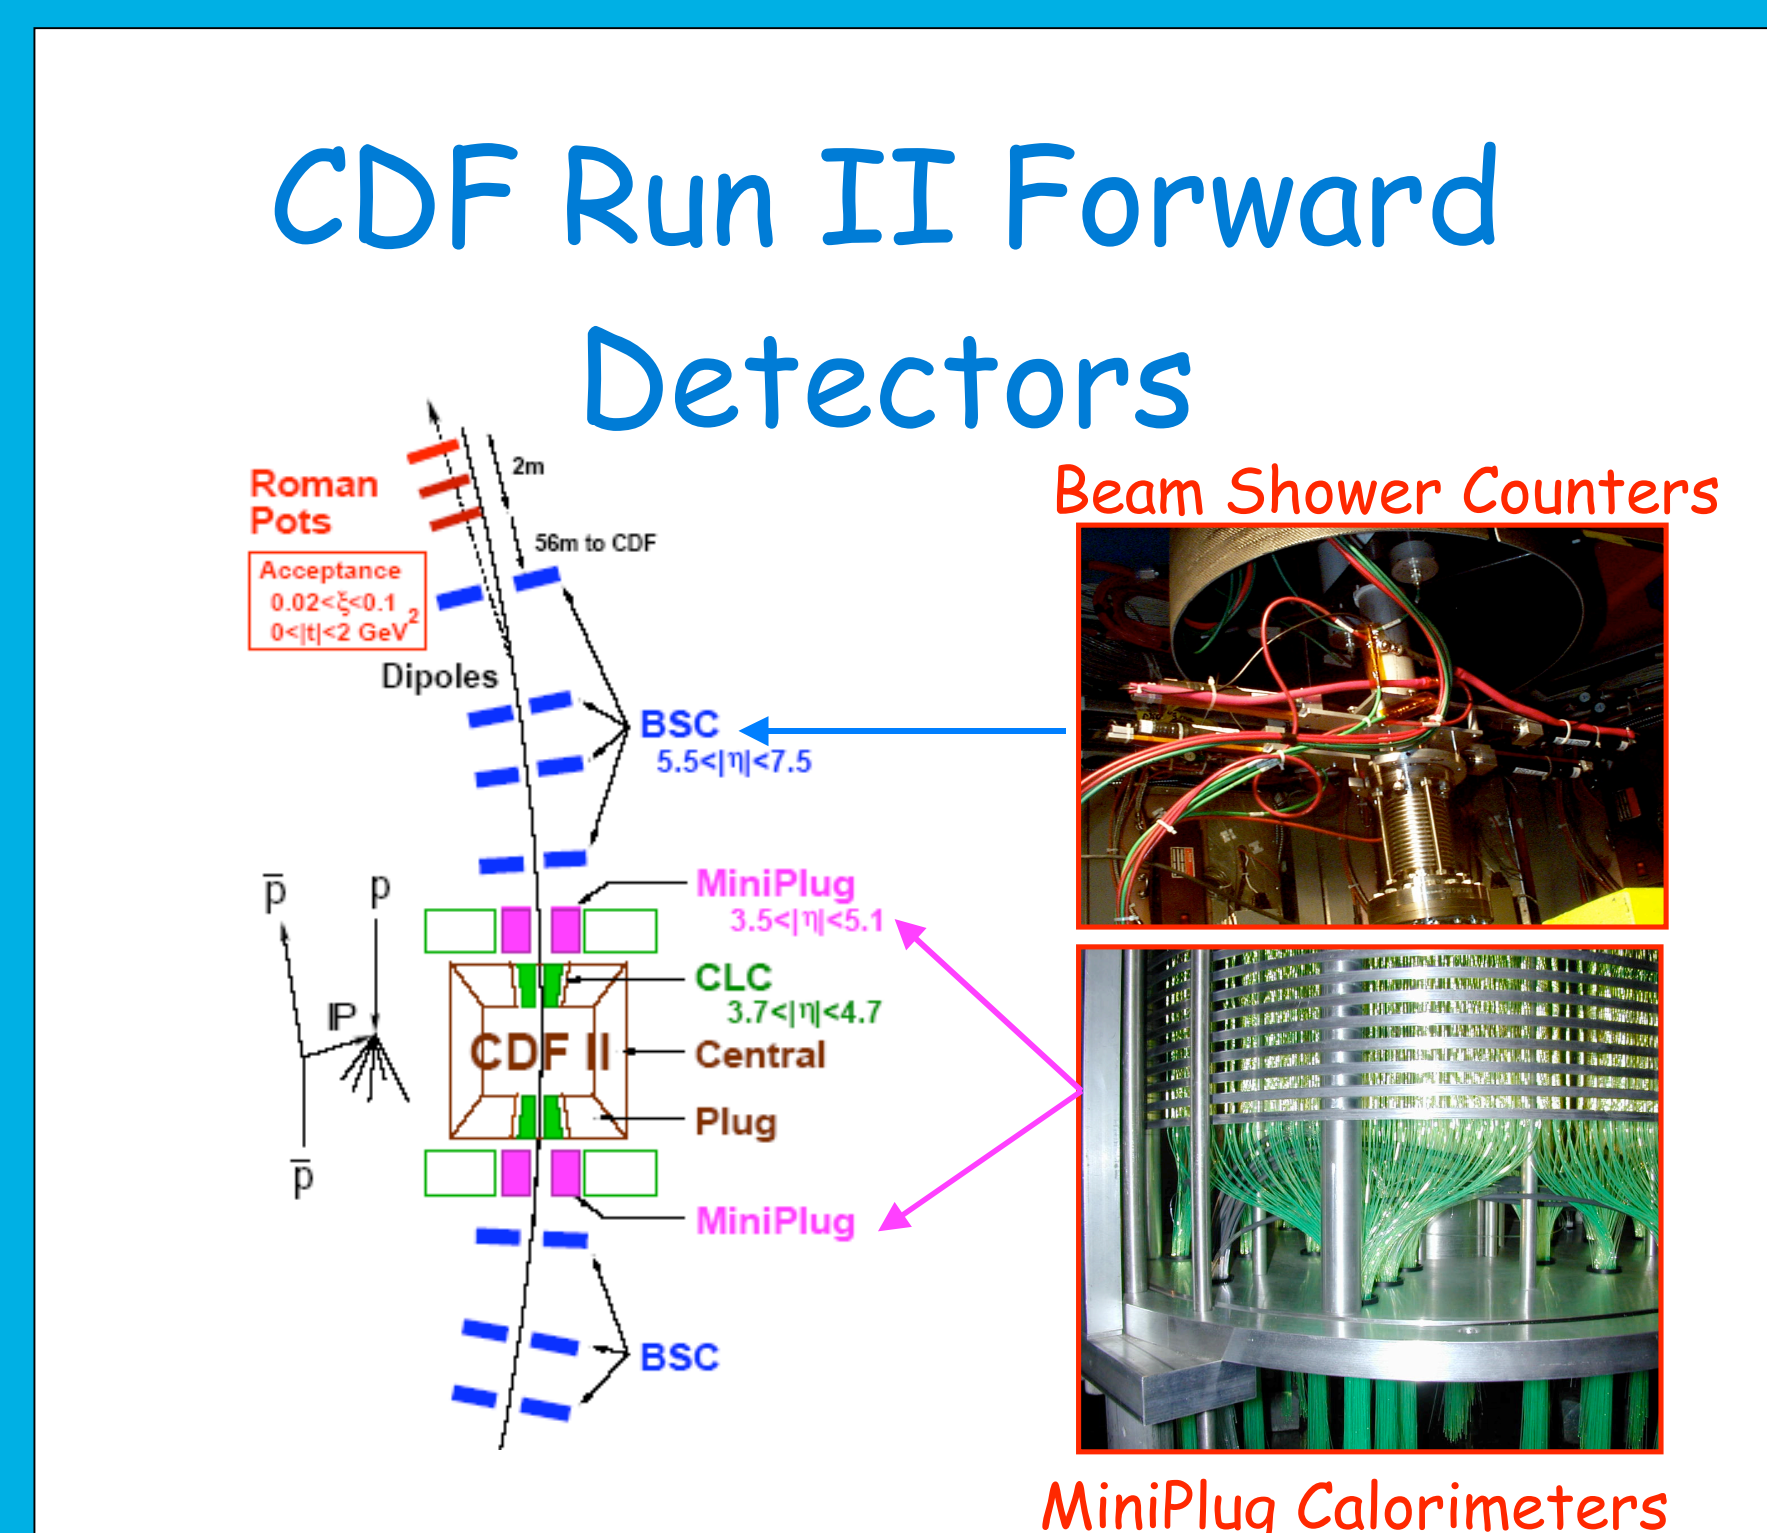 CDF Run II Forward
Detectors
2m
Roman
Pots
56m to CDF
Acceptance
0.02<ξ<0.1
0<|t|<2 GeV²
Dipoles
BSC
5.5<|η|<7.5
MiniPlug
3.5<|η|<5.1
p̅
p
CLC
3.7<|η|<4.7
IP
CDF II
Central
Plug
p̅
MiniPlug
BSC
Beam Shower Counters
MiniPlug Calorimeters